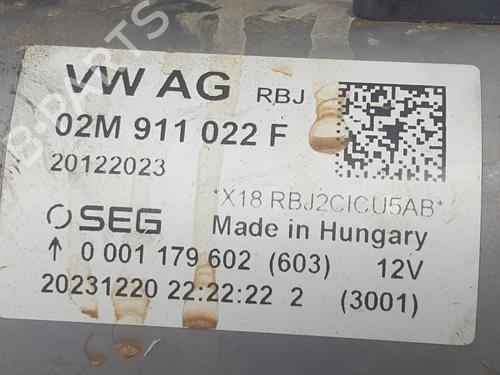 VW AG RBJ
02M 911 022 F
20122023
*X18 RBJ2CICU5AB*
SEG Made in Hungary
↑ 0 001 179 602 (603) 12V
20231220 22:22:22 2 (3001)
B-PARTS